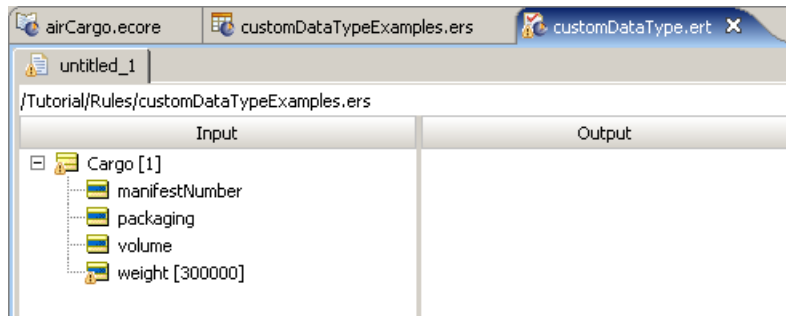 airCargo.ecore customDataTypeExamples.ers customDataType.ert
untitled_1
/Tutorial/Rules/customDataTypeExamples.ers
Input Output
Cargo [1]
manifestNumber
packaging
volume
weight [300000]